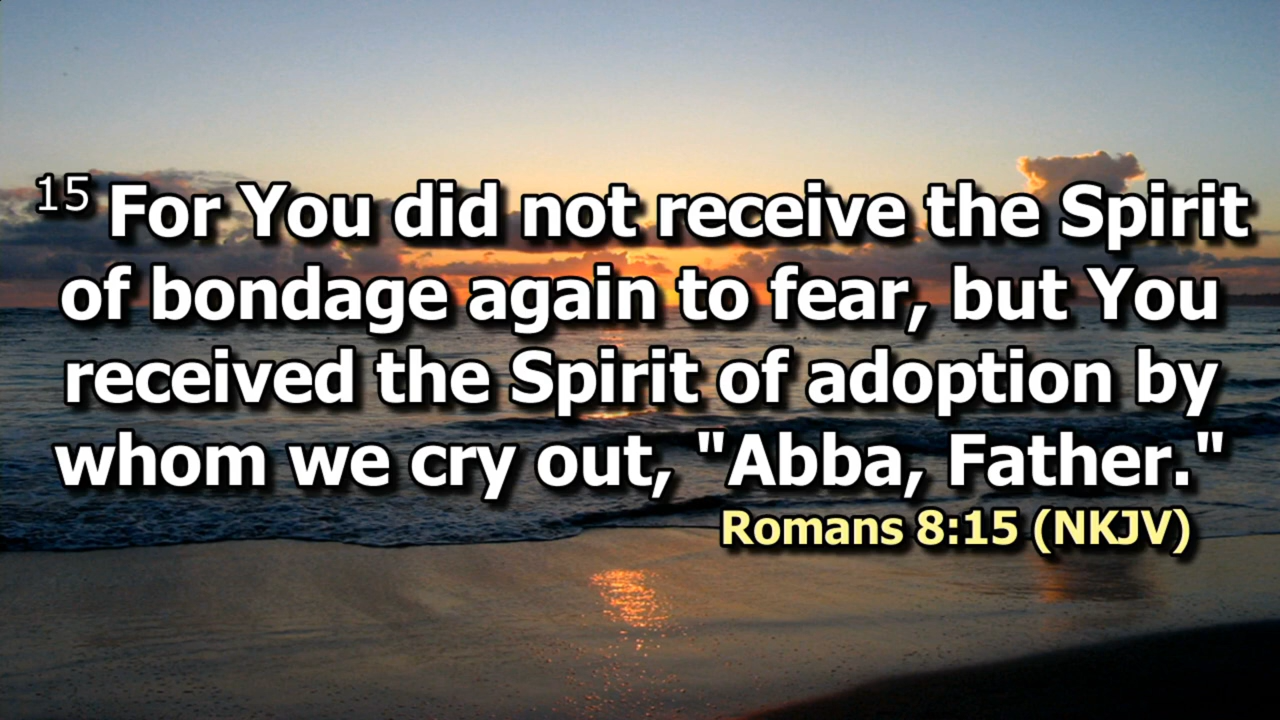 15 For You did not receive the Spirit
of bondage again to fear, but You
received the Spirit of adoption by
whom we cry out, "Abba, Father."
Romans 8:15 (NKJV)